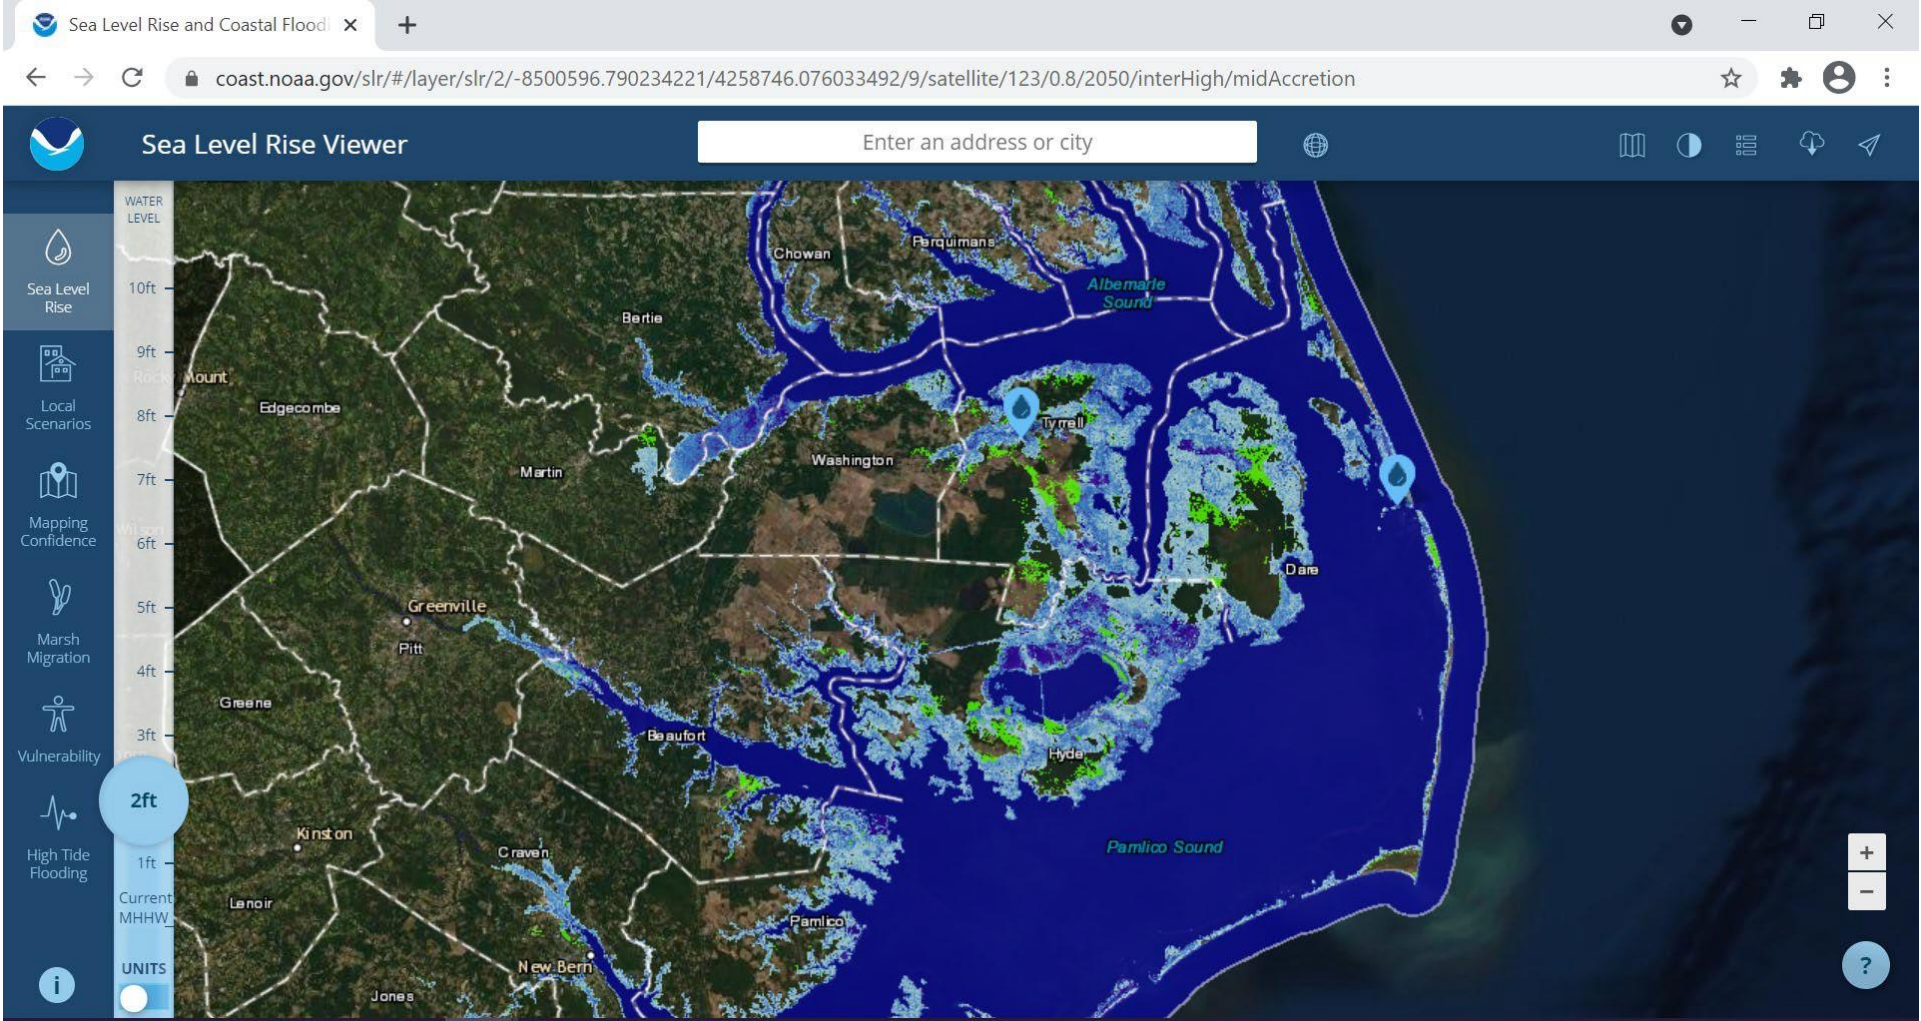 Sea Level Rise and Coastal Floodi
coast.noaa.gov/slr/#/layer/slr/2/-8500596.790234221/4258746.076033492/9/satellite/123/0.8/2050/interHigh/midAccretion
Sea Level Rise Viewer
Enter an address or city
WATER
LEVEL
Sea Level
Rise
Local
Scenarios
Mapping
Confidence
Marsh
Migration
Vulnerability
High Tide
Flooding
10ft
9ft
8ft
7ft
6ft
5ft
4ft
3ft
2ft
1ft
Current
MHHW
UNITS
i
Chowan
Perquimans
Albemarle
Sound
Bertie
Rocky Mount
Edgecombe
Tyrrell
Martin
Washington
Wilson
Dare
Greenville
Pitt
Greene
Beaufort
Hyde
Kinston
Craven
Pamlico Sound
Lenoir
Pamlico
New Bern
Jones
+
−
?